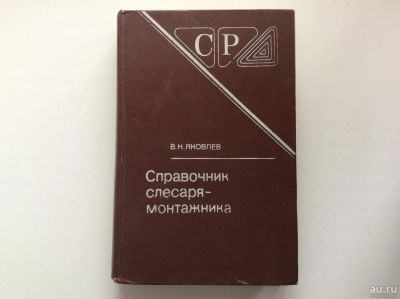 СР
В.Н.ЯКОВЛЕВ
Справочник
слесаря-
монтажника
au.ru